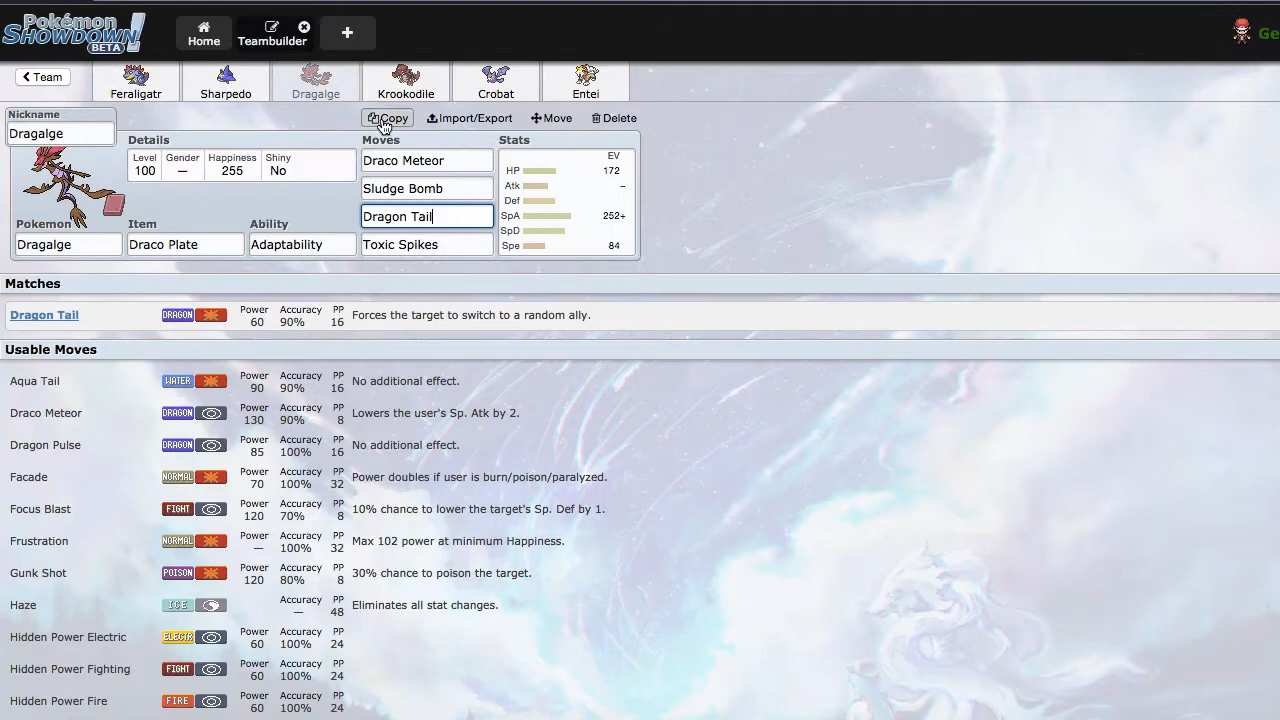 Pokémon
SHOWDOWN!
BETA
Home
Teambuilder
+
Ge
Team
Feraligatr
Sharpedo
Dragalge
Krookodile
Crobat
Entei
Nickname
Dragalge
Copy
Import/Export
Move
Delete
Details
Moves
Stats
Level
100
Gender
—
Happiness
255
Shiny
No
Draco Meteor
Sludge Bomb
Dragon Tail
Toxic Spikes
EV
HP 172
Atk –
Def
SpA 252+
SpD
Spe 84
Pokemon
Dragalge
Item
Draco Plate
Ability
Adaptability
Matches
Dragon Tail DRAGON Power 60 Accuracy 90% PP 16 Forces the target to switch to a random ally.
Usable Moves
Aqua Tail WATER Power 90 Accuracy 90% PP 16 No additional effect.
Draco Meteor DRAGON Power 130 Accuracy 90% PP 8 Lowers the user's Sp. Atk by 2.
Dragon Pulse DRAGON Power 85 Accuracy 100% PP 16 No additional effect.
Facade NORMAL Power 70 Accuracy 100% PP 32 Power doubles if user is burn/poison/paralyzed.
Focus Blast FIGHT Power 120 Accuracy 70% PP 8 10% chance to lower the target's Sp. Def by 1.
Frustration NORMAL Power — Accuracy 100% PP 32 Max 102 power at minimum Happiness.
Gunk Shot POISON Power 120 Accuracy 80% PP 8 30% chance to poison the target.
Haze ICE Accuracy — PP 48 Eliminates all stat changes.
Hidden Power Electric ELECTR Power 60 Accuracy 100% PP 24
Hidden Power Fighting FIGHT Power 60 Accuracy 100% PP 24
Hidden Power Fire FIRE Power 60 Accuracy 100% PP 24